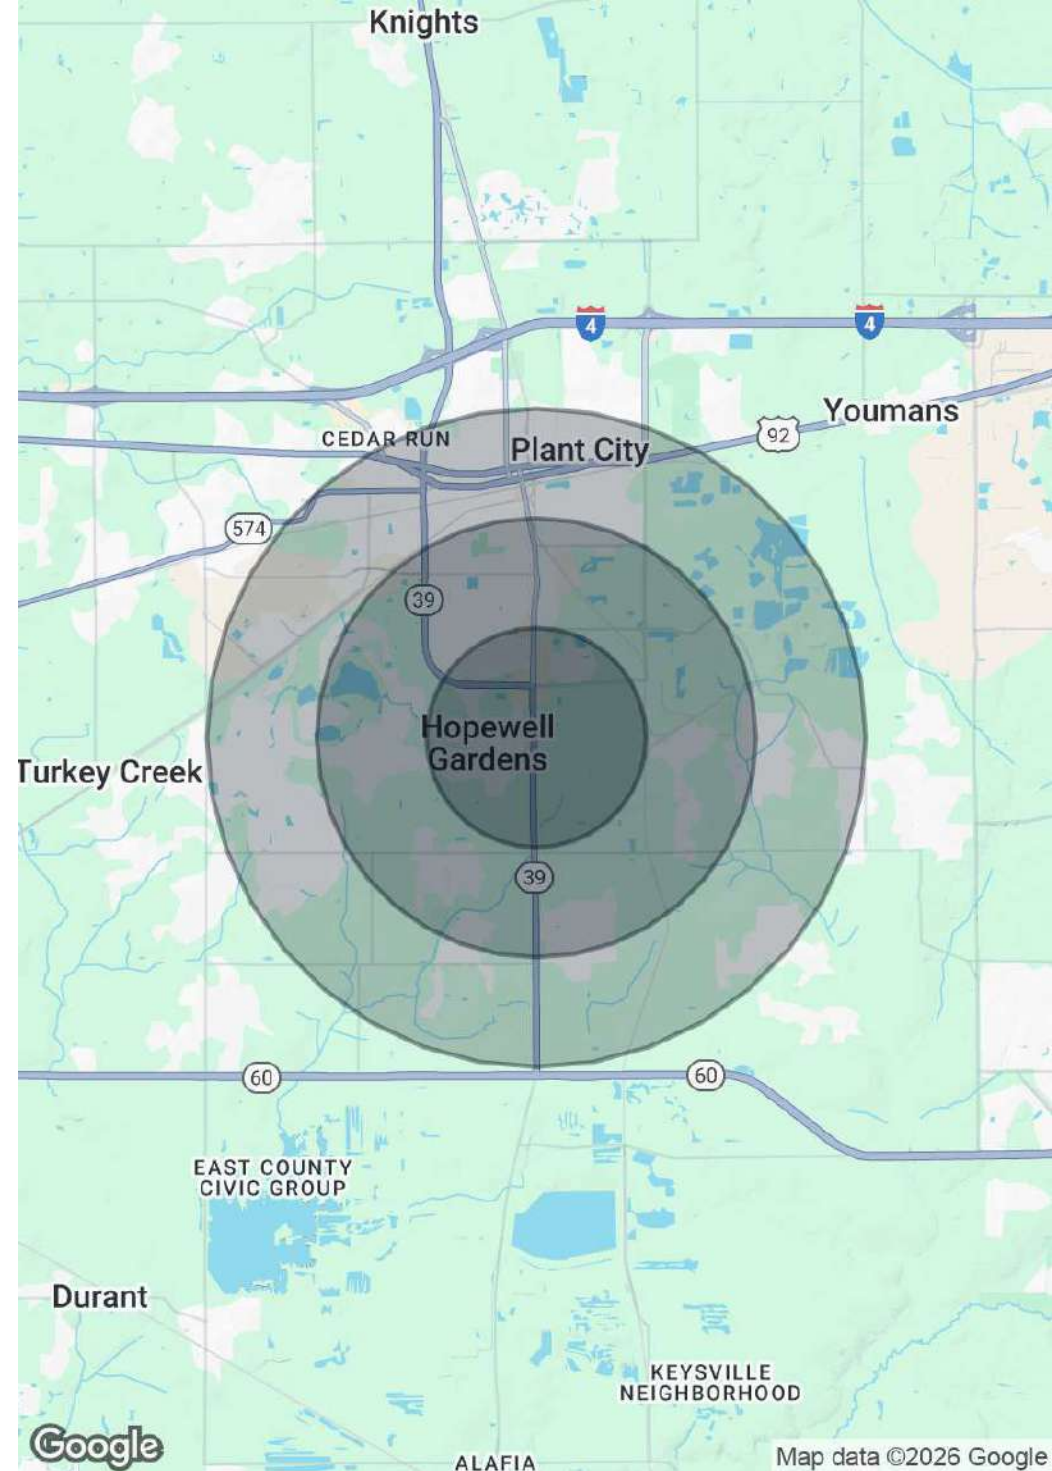 Knights
4
4
Youmans
CEDAR RUN
Plant City
92
574
39
Hopewell
Gardens
Turkey Creek
39
60
60
EAST COUNTY
CIVIC GROUP
Durant
KEYSVILLE
NEIGHBORHOOD
Google
ALAFIA
Map data ©2026 Google